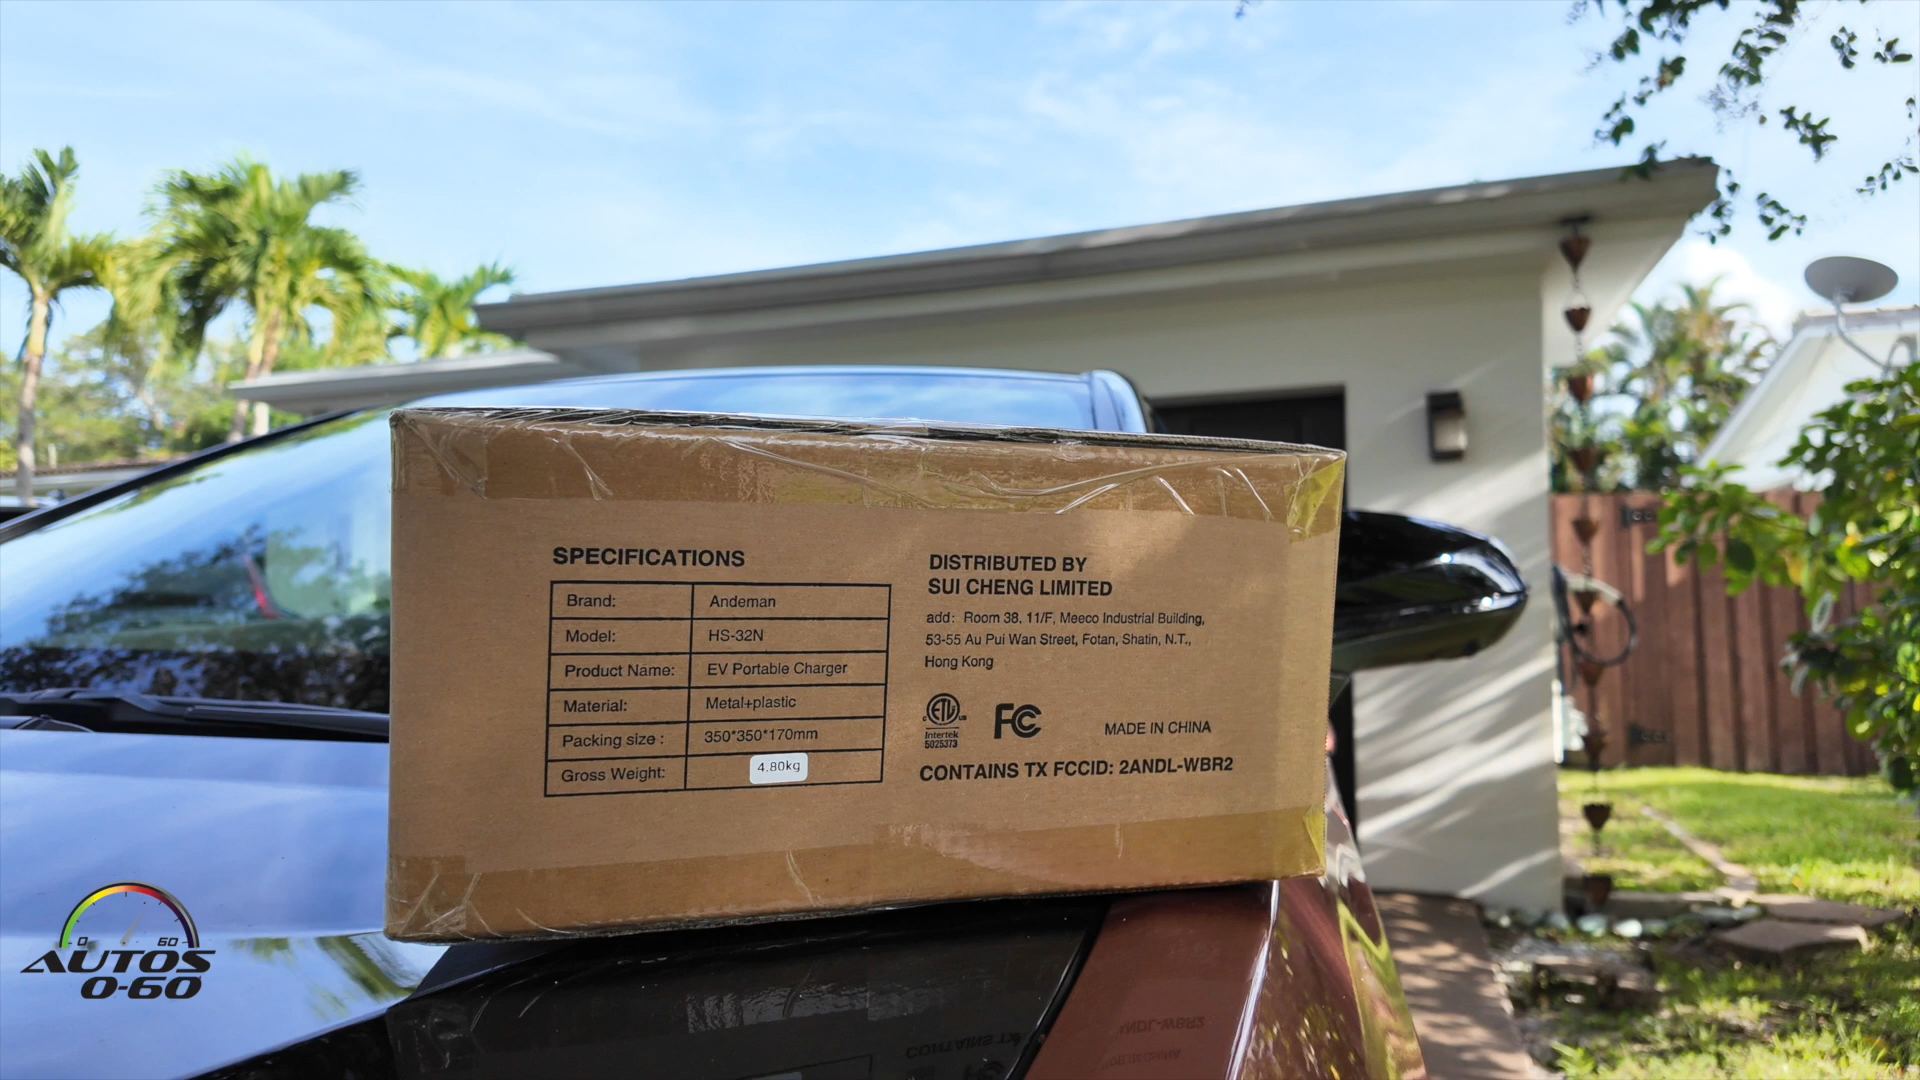 SPECIFICATIONS
Brand: Andeman
Model: HS-32N
Product Name: EV Portable Charger
Material: Metal+plastic
Packing size : 350*350*170mm
Gross Weight: 4.80kg
DISTRIBUTED BY
SUI CHENG LIMITED
add: Room 38, 11/F, Meeco Industrial Building,
53-55 Au Pui Wan Street, Fotan, Shatin, N.T.,
Hong Kong
C ETL US
Intertek
5025373
FC
MADE IN CHINA
CONTAINS TX FCCID: 2ANDL-WBR2
0 60
AUTOS
0-60